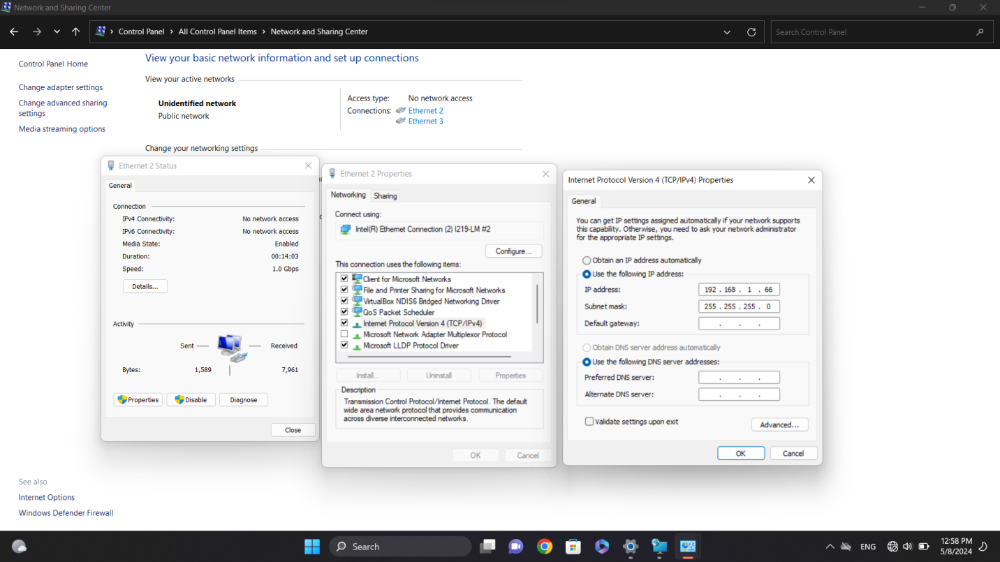 Network and Sharing Center
Control Panel › All Control Panel Items › Network and Sharing Center
Search Control Panel
Control Panel Home
Change adapter settings
Change advanced sharing
settings
Media streaming options
View your basic network information and set up connections
View your active networks
Unidentified network
Public network
Access type: No network access
Connections: Ethernet 2
Ethernet 3
Change your networking settings
Ethernet 2 Status
General
Connection
IPv4 Connectivity: No network access
IPv6 Connectivity: No network access
Media State: Enabled
Duration: 00:14:03
Speed: 1.0 Gbps
Details...
Activity
Sent Received
Bytes: 1,589 7,961
Properties Disable Diagnose
Close
Ethernet 2 Properties
Networking Sharing
Connect using:
Intel(R) Ethernet Connection (2) I219-LM #2
Configure...
This connection uses the following items:
Client for Microsoft Networks
File and Printer Sharing for Microsoft Networks
VirtualBox NDIS6 Bridged Networking Driver
QoS Packet Scheduler
Internet Protocol Version 4 (TCP/IPv4)
Microsoft Network Adapter Multiplexor Protocol
Microsoft LLDP Protocol Driver
Install... Uninstall Properties
Description
Transmission Control Protocol/Internet Protocol. The default
wide area network protocol that provides communication
across diverse interconnected networks.
OK Cancel
Internet Protocol Version 4 (TCP/IPv4) Properties
General
You can get IP settings assigned automatically if your network supports
this capability. Otherwise, you need to ask your network administrator
for the appropriate IP settings.
Obtain an IP address automatically
Use the following IP address:
IP address: 192 . 168 . 1 . 66
Subnet mask: 255 . 255 . 255 . 0
Default gateway: . . .
Obtain DNS server address automatically
Use the following DNS server addresses:
Preferred DNS server: . . .
Alternate DNS server: . . .
Validate settings upon exit
Advanced...
OK Cancel
See also
Internet Options
Windows Defender Firewall
Search
ENG
12:58 PM
5/8/2024